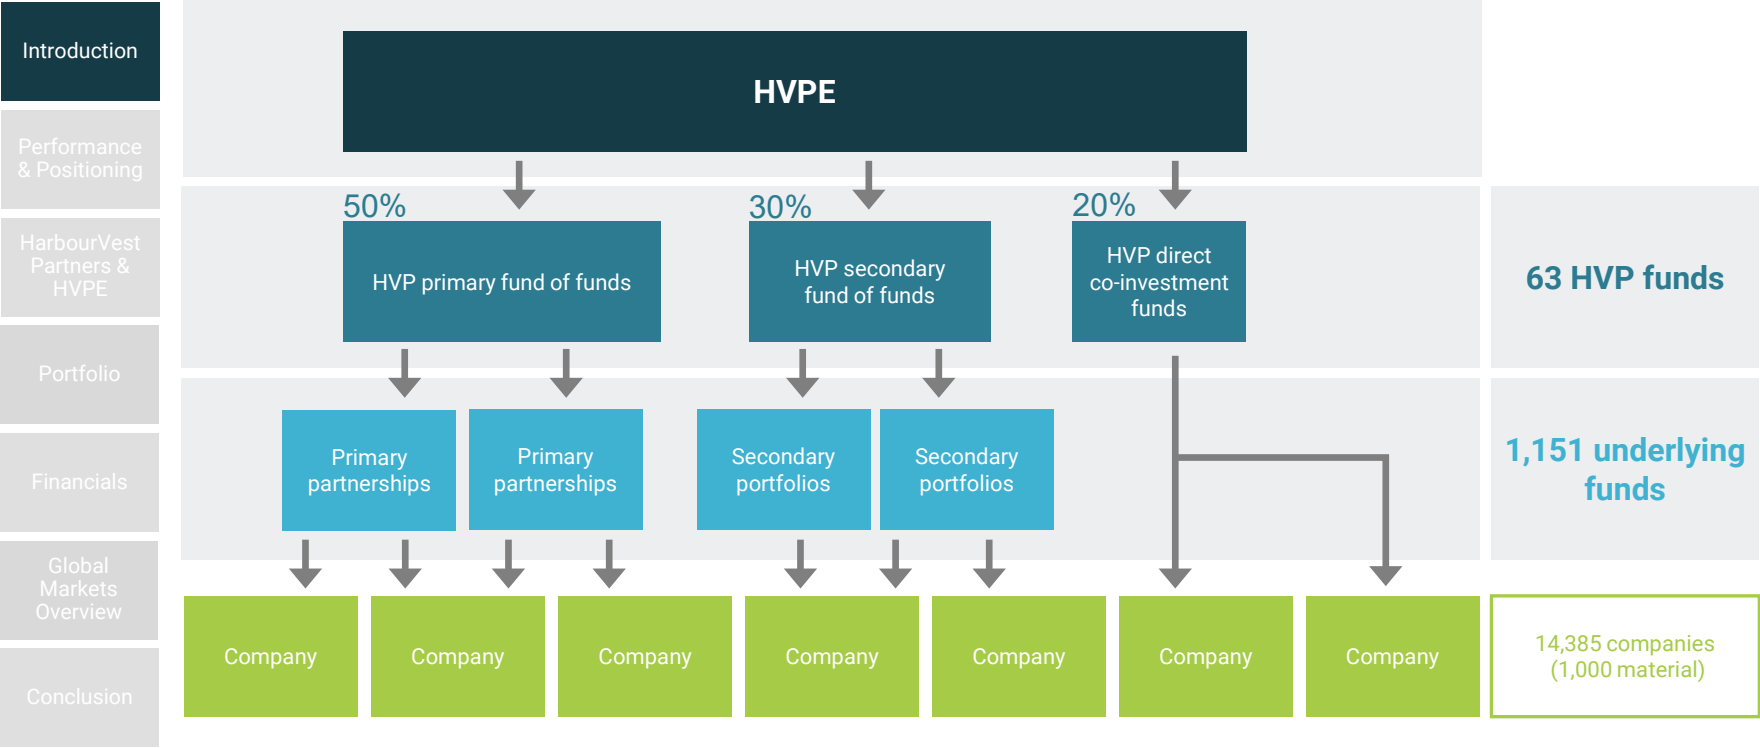 Introduction
Performance
& Positioning
HarbourVest
Partners &
HVPE
Portfolio
Financials
Global
Markets
Overview
Conclusion
HVPE
50%
30%
20%
HVP primary fund of funds
HVP secondary
fund of funds
HVP direct
co-investment
funds
63 HVP funds
Primary
partnerships
Primary
partnerships
Secondary
portfolios
Secondary
portfolios
1,151 underlying
funds
Company
Company
Company
Company
Company
Company
Company
14,385 companies
(1,000 material)